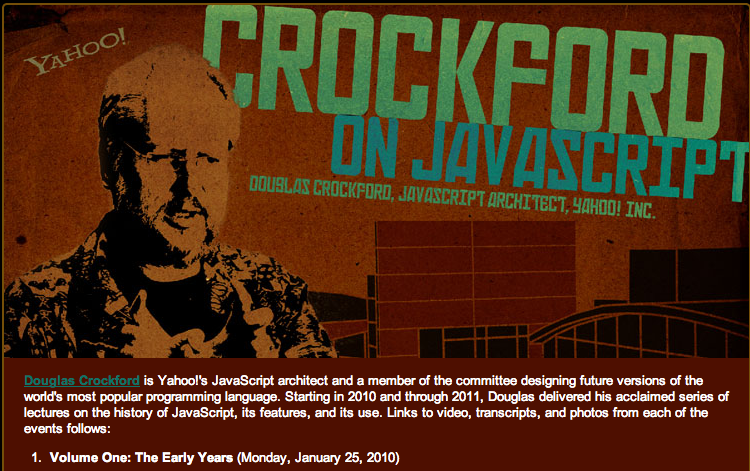 YAHOO!
CROCKFORD
ON JAVASCRIPT
DOUGLAS CROCKFORD, JAVASCRIPT ARCHITECT, YAHOO! INC.
Douglas Crockford is Yahoo!'s JavaScript architect and a member of the committee designing future versions of the
world's most popular programming language. Starting in 2010 and through 2011, Douglas delivered his acclaimed series of
lectures on the history of JavaScript, its features, and its use. Links to video, transcripts, and photos from each of the
events follows:
1. Volume One: The Early Years (Monday, January 25, 2010)